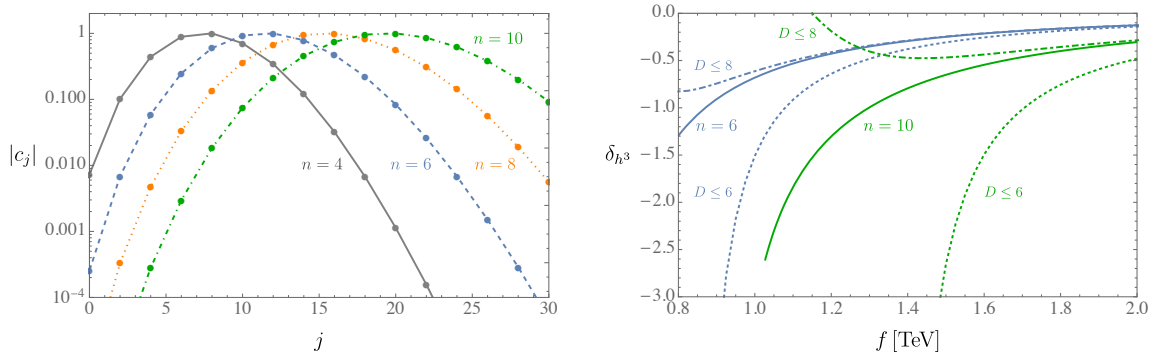 1
0.100
0.010
0.001
10^{-4}
|c_j|
n = 10
n = 4
n = 6
n = 8
0 5 10 15 20 25 30
j
0.0
-0.5
-1.0
-1.5
-2.0
-2.5
-3.0
δ_{h^3}
D ≤ 8
D ≤ 8
n = 6
n = 10
D ≤ 6
D ≤ 6
0.8 1.0 1.2 1.4 1.6 1.8 2.0
f [TeV]